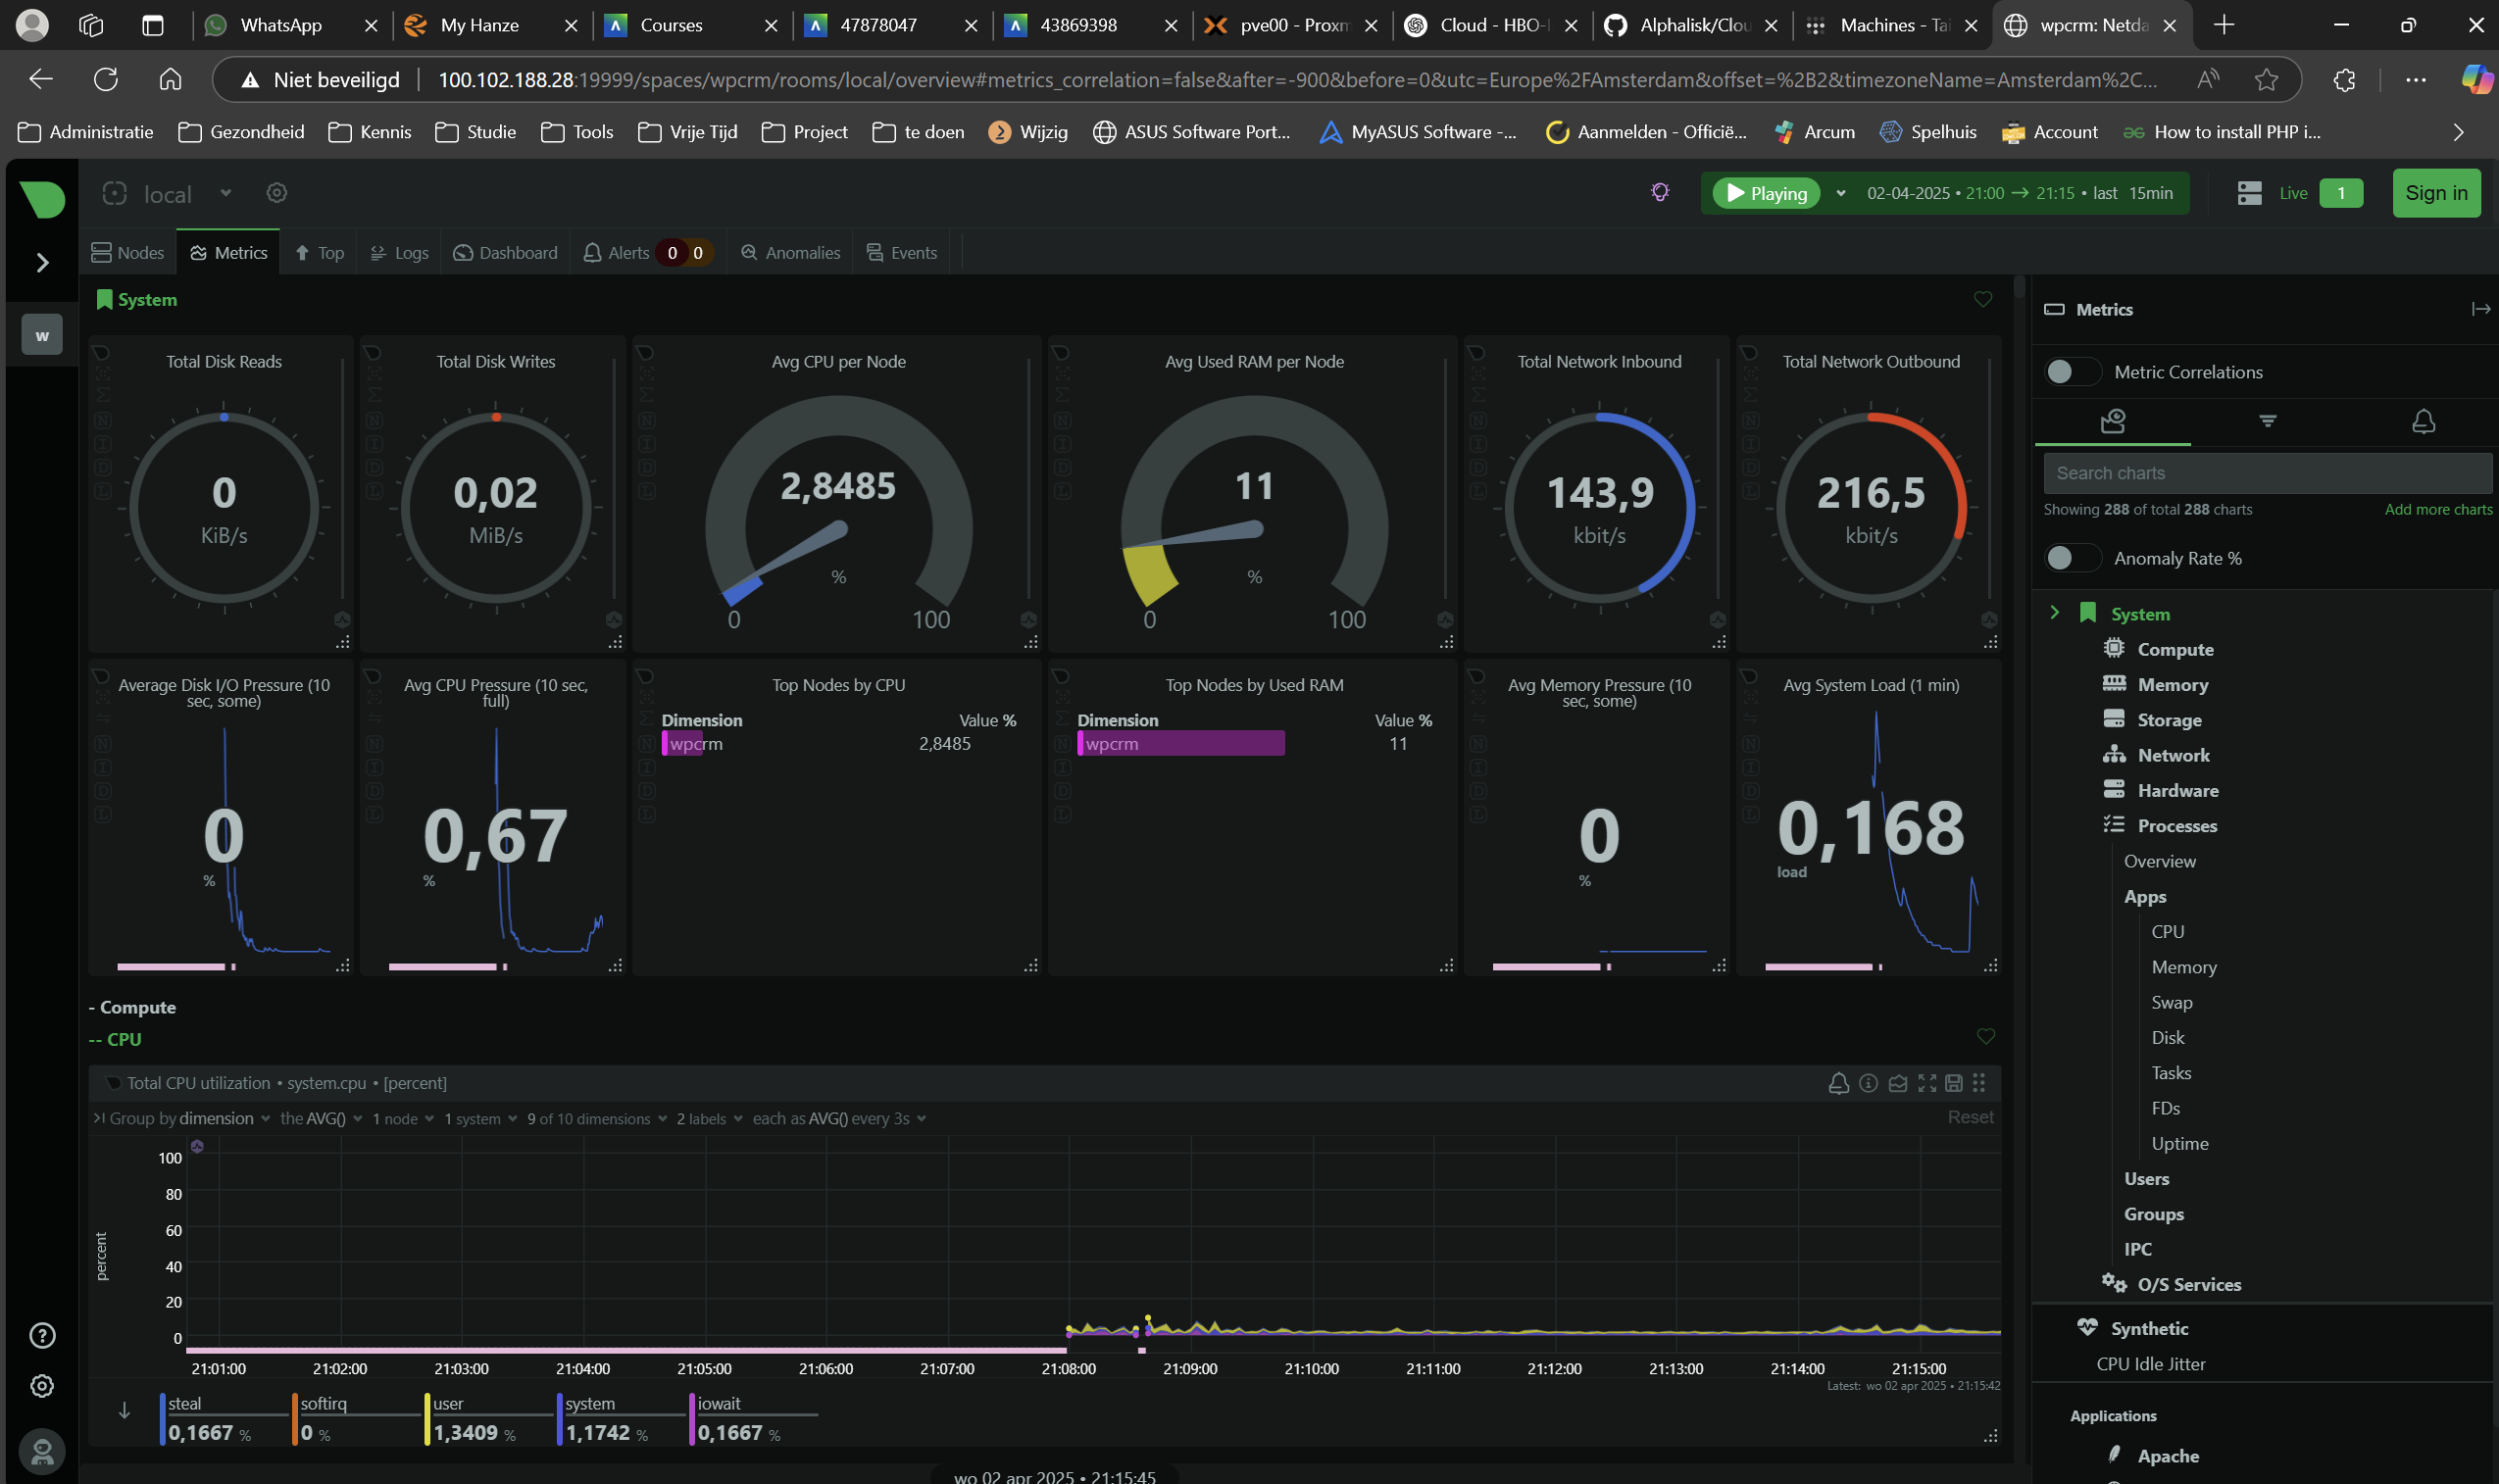 WhatsApp
My Hanze
Courses
47878047
43869398
pve00 - Proxm
Cloud - HBO-
Alphalisk/Clou
Machines - Tai
wpcrm: Netda
Niet beveiligd
100.102.188.28:19999/spaces/wpcrm/rooms/local/overview#metrics_correlation=false&after=-900&before=0&utc=Europe%2FAmsterdam&offset=%2B2&timezoneName=Amsterdam%2C...
Administratie
Gezondheid
Kennis
Studie
Tools
Vrije Tijd
Project
te doen
Wijzig
ASUS Software Port...
MyASUS Software -...
Aanmelden - Officië...
Arcum
Spelhuis
Account
How to install PHP i...
local
Playing
02-04-2025 • 21:00 → 21:15 • last 15min
Live
1
Sign in
Nodes
Metrics
Top
Logs
Dashboard
Alerts 0 0
Anomalies
Events
w
System
Total Disk Reads
0
KiB/s
Total Disk Writes
0,02
MiB/s
Avg CPU per Node
2,8485
%
0 100
Avg Used RAM per Node
11
%
0 100
Total Network Inbound
143,9
kbit/s
Total Network Outbound
216,5
kbit/s
Average Disk I/O Pressure (10
sec, some)
0
%
Avg CPU Pressure (10 sec,
full)
0,67
%
Top Nodes by CPU
Dimension Value %
wpcrm 2,8485
Top Nodes by Used RAM
Dimension Value %
wpcrm 11
Avg Memory Pressure (10
sec, some)
0
%
Avg System Load (1 min)
0,168
load
- Compute
-- CPU
Total CPU utilization • system.cpu • [percent]
Group by dimension the AVG() 1 node 1 system 9 of 10 dimensions 2 labels each as AVG() every 3s
Reset
percent
100
80
60
40
20
0
21:01:00 21:02:00 21:03:00 21:04:00 21:05:00 21:06:00 21:07:00 21:08:00 21:09:00 21:10:00 21:11:00 21:12:00 21:13:00 21:14:00 21:15:00
Latest: wo 02 apr 2025 • 21:15:42
steal
0,1667 %
softirq
0 %
user
1,3409 %
system
1,1742 %
iowait
0,1667 %
wo 02 apr 2025 • 21:15:45
Metrics
Metric Correlations
Search charts
Showing 288 of total 288 charts
Add more charts
Anomaly Rate %
System
Compute
Memory
Storage
Network
Hardware
Processes
Overview
Apps
CPU
Memory
Swap
Disk
Tasks
FDs
Uptime
Users
Groups
IPC
O/S Services
Synthetic
CPU Idle Jitter
Applications
Apache